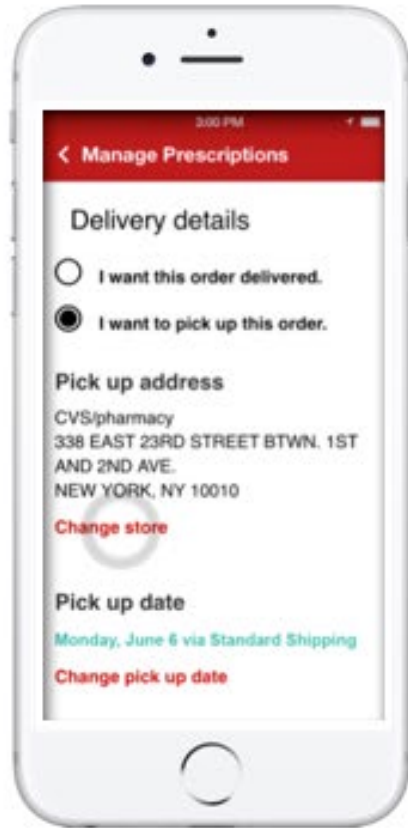 3:00 PM
Manage Prescriptions
Delivery details
I want this order delivered.
I want to pick up this order.
Pick up address
CVS/pharmacy
338 EAST 23RD STREET BTWN. 1ST
AND 2ND AVE.
NEW YORK, NY 10010
Change store
Pick up date
Monday, June 6 via Standard Shipping
Change pick up date